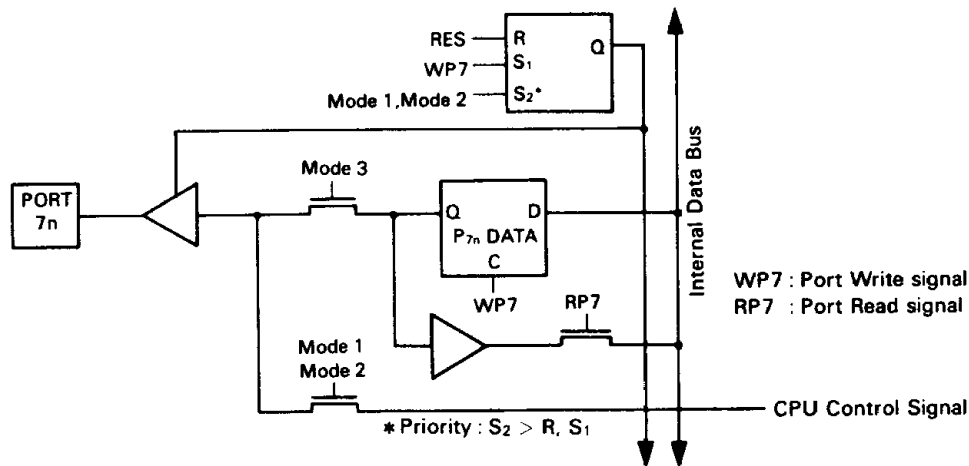 RES
R
Q
WP7
S₁
Mode 1,Mode 2
S₂*
Internal Data Bus
Mode 3
PORT
7n
Q
D
P₇ₙ DATA
C
WP7
RP7
WP7 : Port Write signal
RP7 : Port Read signal
Mode 1
Mode 2
CPU Control Signal
* Priority : S₂ > R, S₁